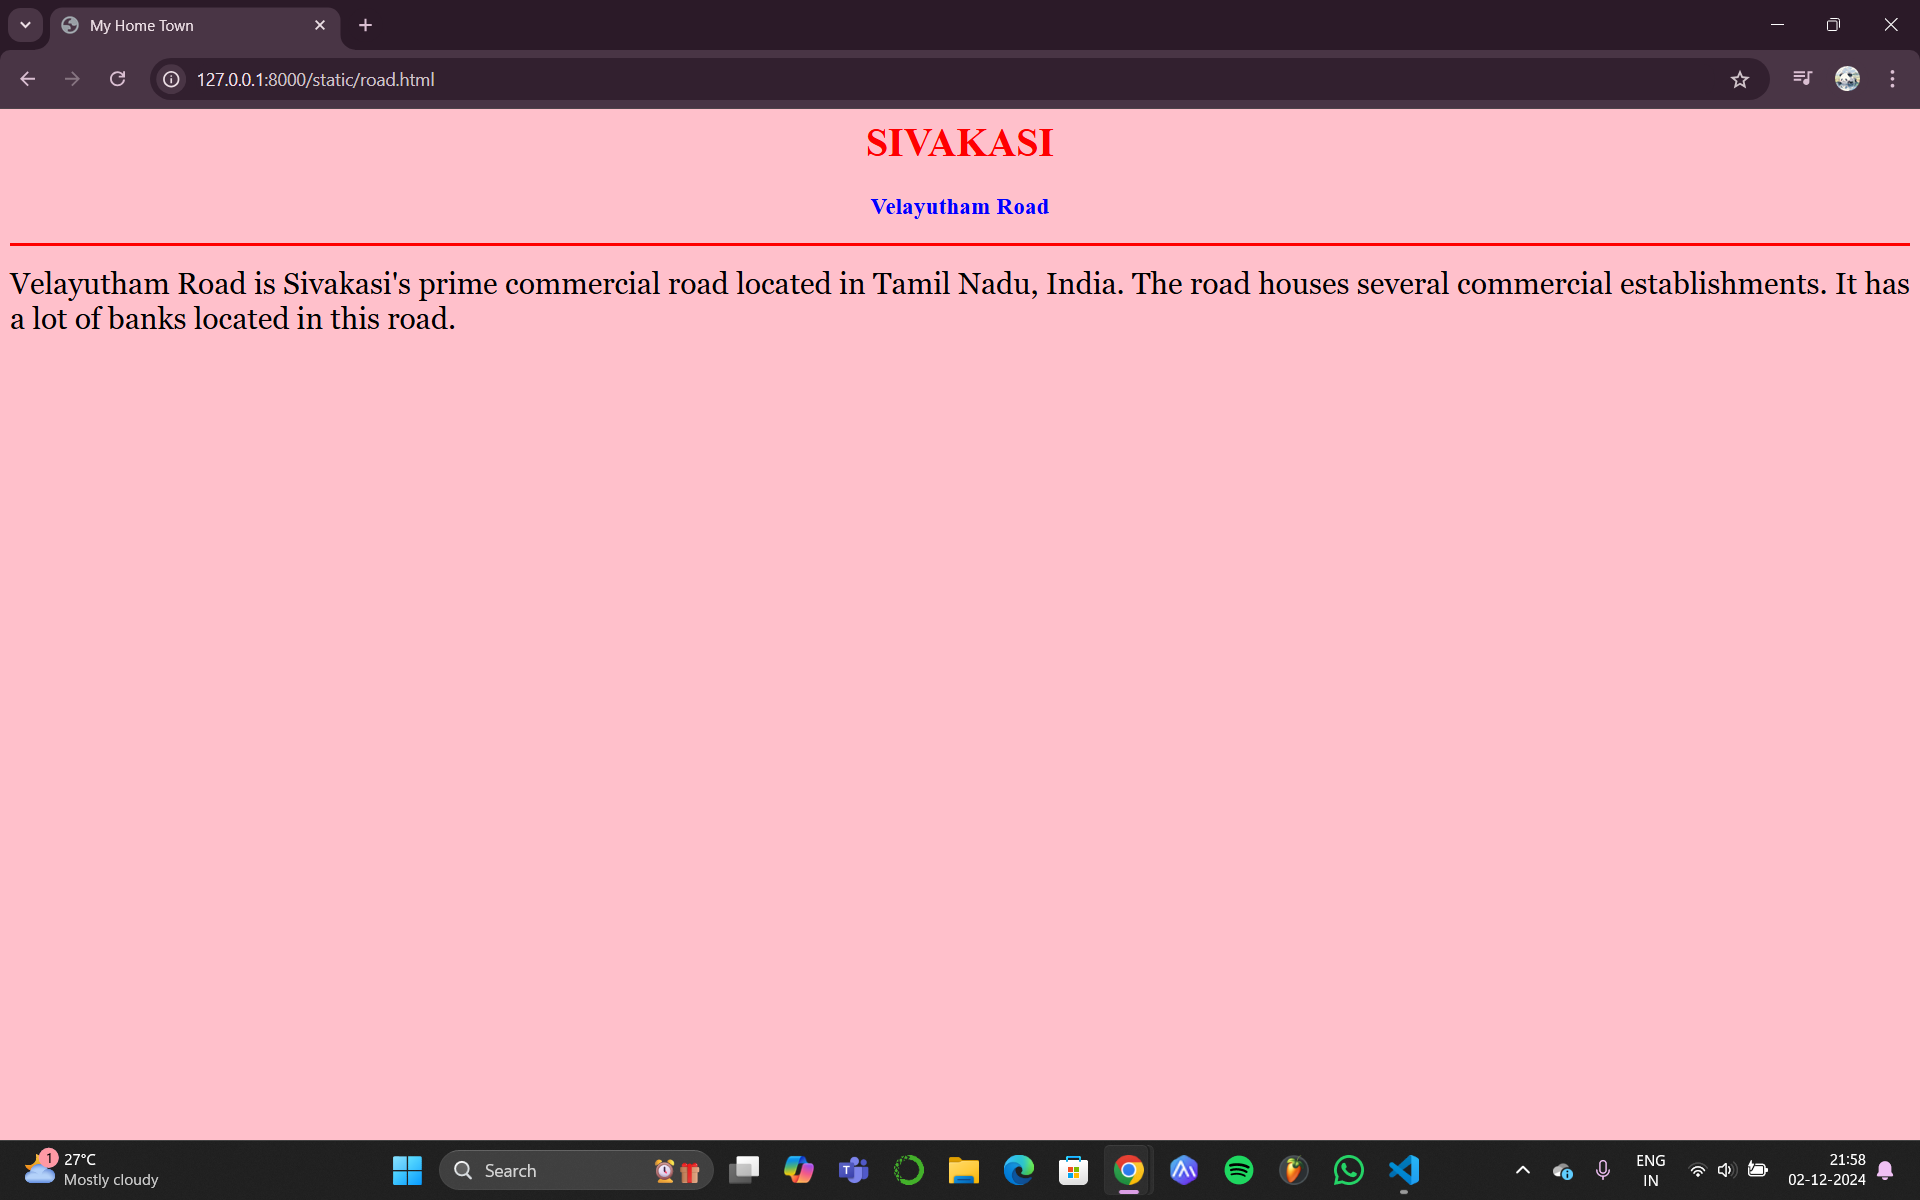 My Home Town
127.0.0.1:8000/static/road.html
SIVAKASI
Velayutham Road
Velayutham Road is Sivakasi's prime commercial road located in Tamil Nadu, India. The road houses several commercial establishments. It has
a lot of banks located in this road.
1
27°C
Mostly cloudy
Search
ENG
IN
21:58
02-12-2024